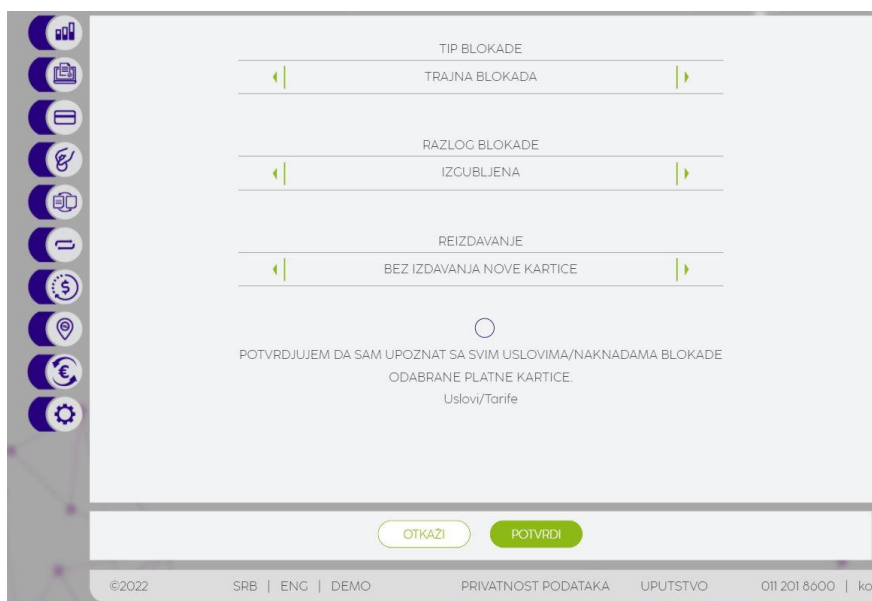 TIP BLOKADE
TRAJNA BLOKADA
RAZLOG BLOKADE
IZGUBLJENA
REIZDAVANJE
BEZ IZDAVANJA NOVE KARTICE
POTVRDJUJEM DA SAM UPOZNAT SA SVIM USLOVIMA/NAKNADAMA BLOKADE
ODABRANE PLATNE KARTICE.
Uslovi/Tarife
OTKAŽI POTVRDI
©2022 SRB | ENG | DEMO PRIVATNOST PODATAKA UPUTSTVO 011 201 8600 | ko